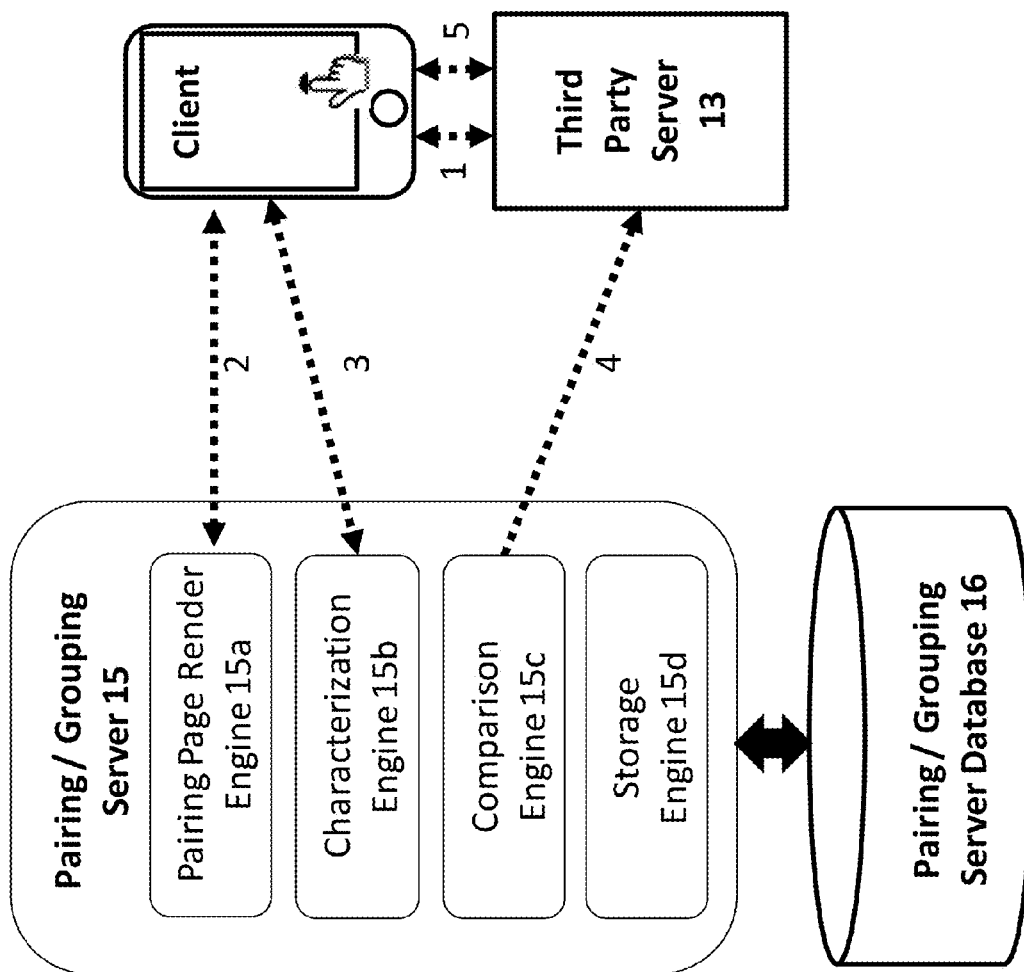 Pairing / Grouping
Server 15
Pairing Page Render
Engine 15a
Characterization
Engine 15b
Comparison
Engine 15c
Storage
Engine 15d
Pairing / Grouping
Server Database 16
2
3
4
Client
1
5
Third
Party
Server
13